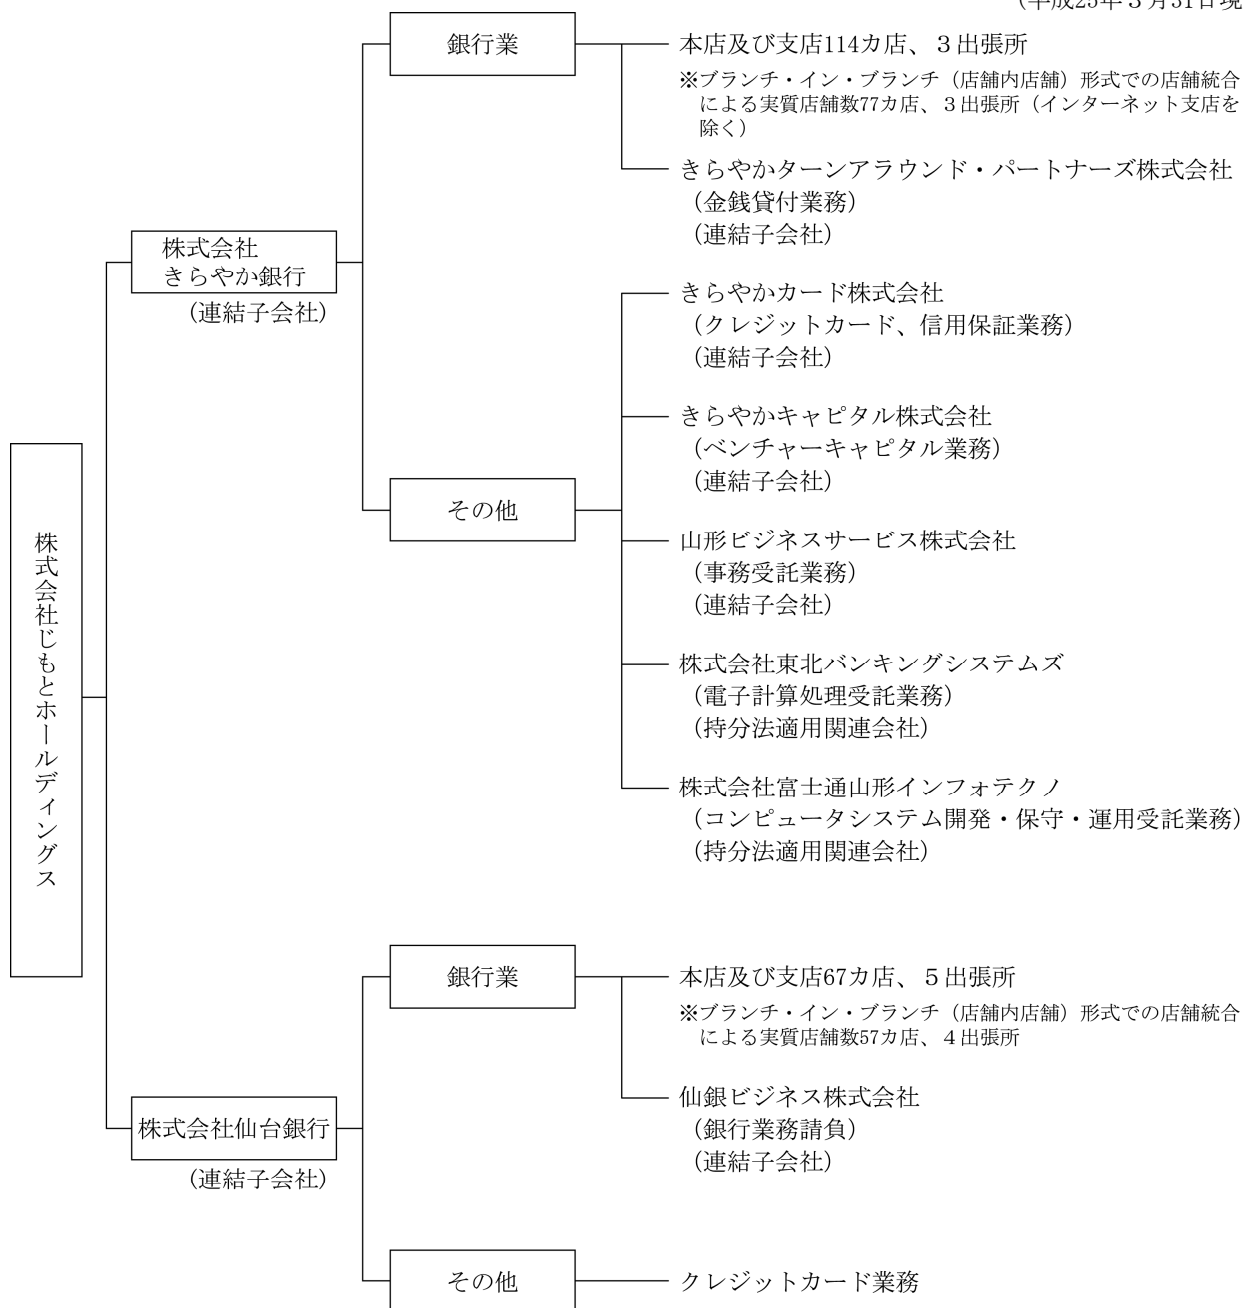 （平成25年３月31日現
銀行業
本店及び支店114カ店、３出張所
※ブランチ・イン・ブランチ（店舗内店舗）形式での店舗統合
による実質店舗数77カ店、３出張所（インターネット支店を
除く）
きらやかターンアラウンド・パートナーズ株式会社
（金銭貸付業務）
（連結子会社）
株式会社
きらやか銀行
（連結子会社）
きらやかカード株式会社
（クレジットカード、信用保証業務）
（連結子会社）
きらやかキャピタル株式会社
（ベンチャーキャピタル業務）
（連結子会社）
その他
山形ビジネスサービス株式会社
（事務受託業務）
（連結子会社）
株式会社東北バンキングシステムズ
（電子計算処理受託業務）
（持分法適用関連会社）
株式会社富士通山形インフォテクノ
（コンピュータシステム開発・保守・運用受託業務）
（持分法適用関連会社）
株式会社じもとホールディングス
銀行業
本店及び支店67カ店、５出張所
※ブランチ・イン・ブランチ（店舗内店舗）形式での店舗統合
による実質店舗数57カ店、４出張所
仙銀ビジネス株式会社
（銀行業務請負）
（連結子会社）
株式会社仙台銀行
（連結子会社）
その他
クレジットカード業務